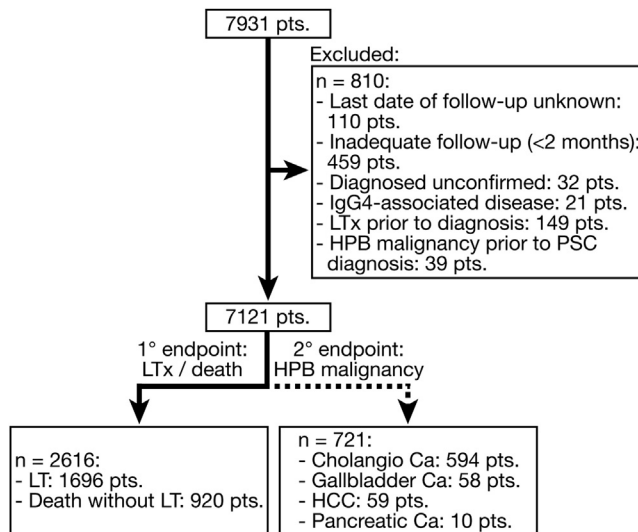 7931 pts.
Excluded:
n = 810:
- Last date of follow-up unknown:
110 pts.
- Inadequate follow-up (<2 months):
459 pts.
- Diagnosed unconfirmed: 32 pts.
- IgG4-associated disease: 21 pts.
- LTx prior to diagnosis: 149 pts.
- HPB malignancy prior to PSC
diagnosis: 39 pts.
7121 pts.
1° endpoint:
LTx / death
2° endpoint:
HPB malignancy
n = 2616:
- LT: 1696 pts.
- Death without LT: 920 pts.
n = 721:
- Cholangio Ca: 594 pts.
- Gallbladder Ca: 58 pts.
- HCC: 59 pts.
- Pancreatic Ca: 10 pts.